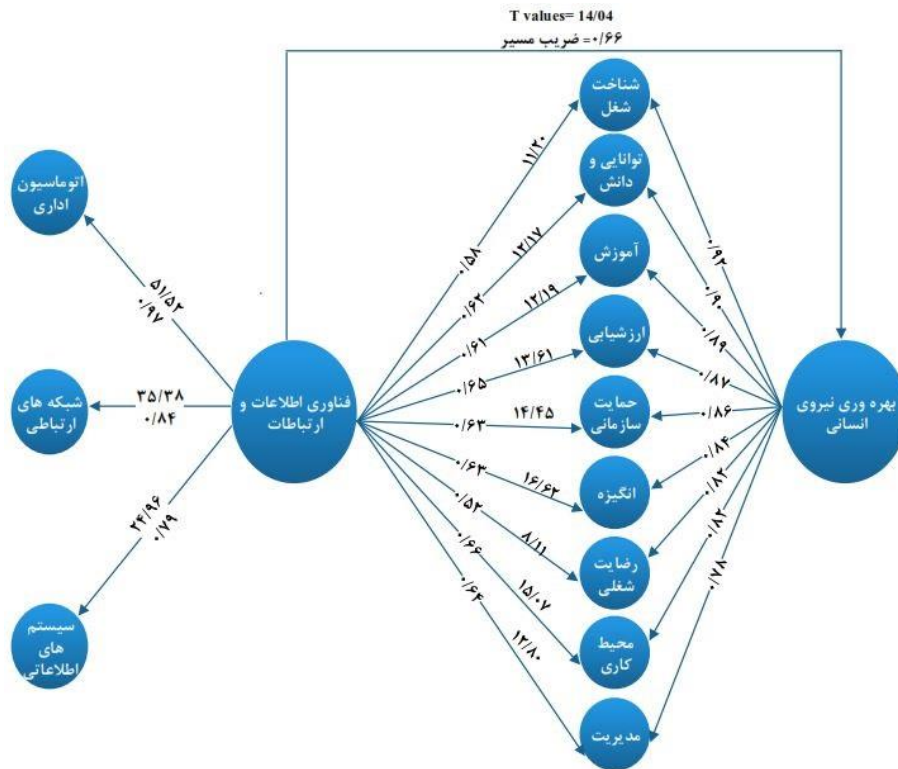 T values= 14/04
ضریب مسیر =۰/۶۶
شناخت
شغل
۱۱/۲۰
۰/۵۸
۰/۹۲
توانایی و
دانش
۱۲/۱۷
۰/۶۲
۰/۹۰
آموزش
۱۲/۱۹
۰/۶۱
۰/۸۹
ارزشیابی
۱۳/۶۱
۰/۶۵
۰/۸۷
حمایت
سازمانی
۱۴/۴۵
۰/۶۳
۰/۸۶
انگیزه
۱۶/۶۲
۰/۶۳
۰/۸۴
رضایت
شغلی
۸/۱۱
۰/۵۲
۰/۸۲
محیط
کاری
۱۵/۰۷
۰/۶۶
۰/۸۲
مدیریت
۱۲/۸۰
۰/۶۴
۰/۷۸
بهره وری نیروی
انسانی
فناوری اطلاعات و
ارتباطات
اتوماسیون
اداری
۵۱/۵۲
۰/۹۷
شبکه های
ارتباطی
۳۵/۳۸
۰/۸۴
سیستم
های
اطلاعاتی
۲۴/۹۶
۰/۷۹